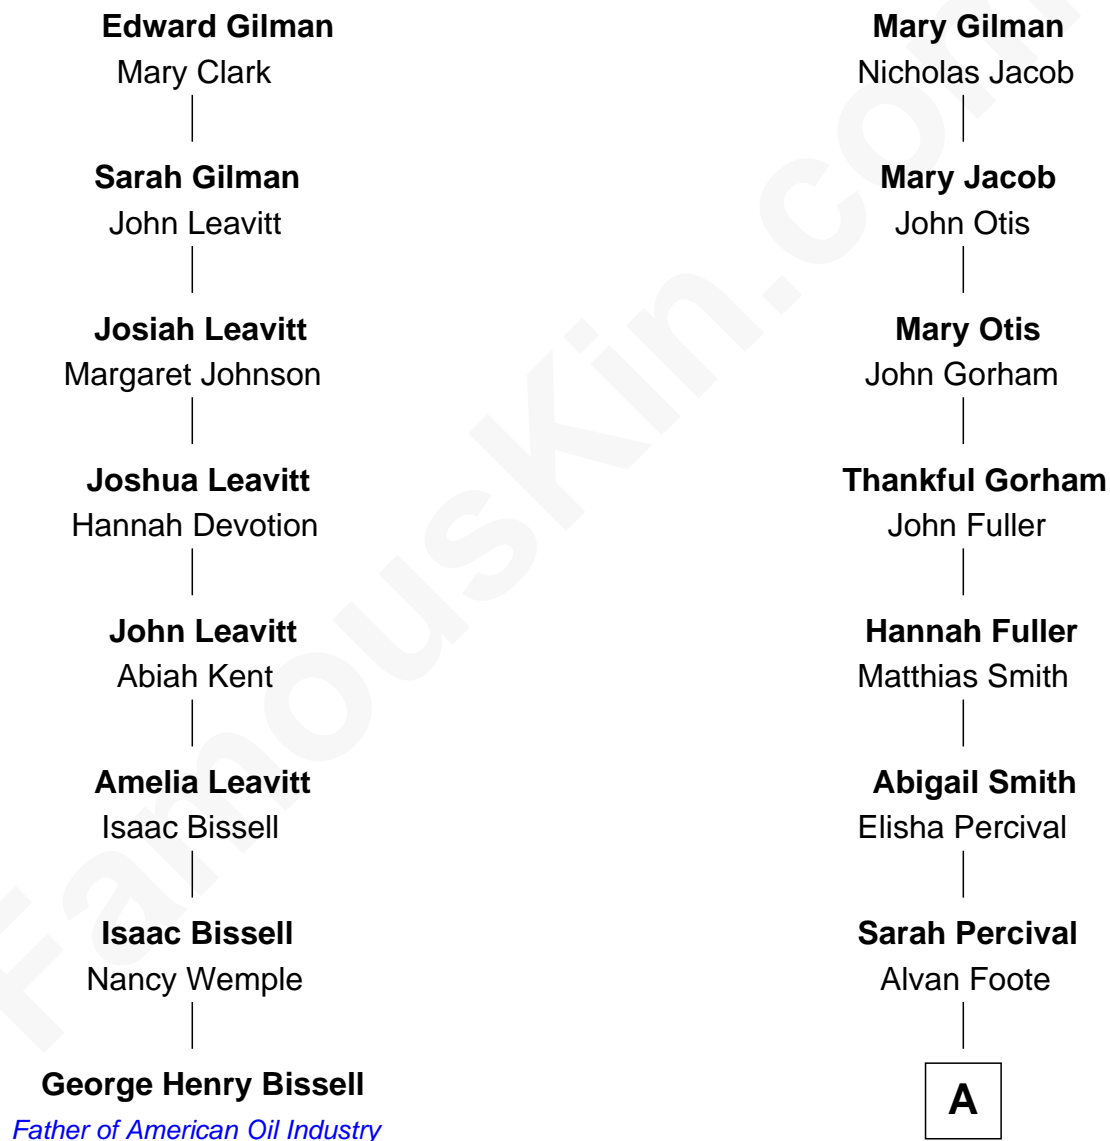 Edward Gilman
Mary Clark
Sarah Gilman
John Leavitt
Josiah Leavitt
Margaret Johnson
Joshua Leavitt
Hannah Devotion
John Leavitt
Abiah Kent
Amelia Leavitt
Isaac Bissell
Isaac Bissell
Nancy Wemple
George Henry Bissell
Father of American Oil Industry
Mary Gilman
Nicholas Jacob
Mary Jacob
John Otis
Mary Otis
John Gorham
Thankful Gorham
John Fuller
Hannah Fuller
Matthias Smith
Abigail Smith
Elisha Percival
Sarah Percival
Alvan Foote
A
FamousKin.com